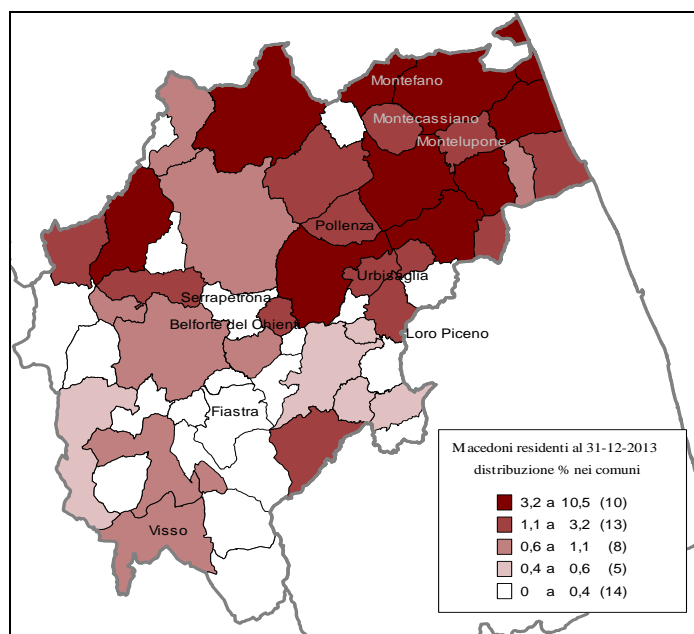 Montefano
Montecassiano
Montelupone
Pollenza
Urbisaglia
Serrapetrona
Belforte del Chienti
Loro Piceno
Fiastra
Visso
Macedoni residenti al 31-12-2013
distribuzione % nei comuni
3,2 a 10,5 (10)
1,1 a 3,2 (13)
0,6 a 1,1 (8)
0,4 a 0,6 (5)
0 a 0,4 (14)